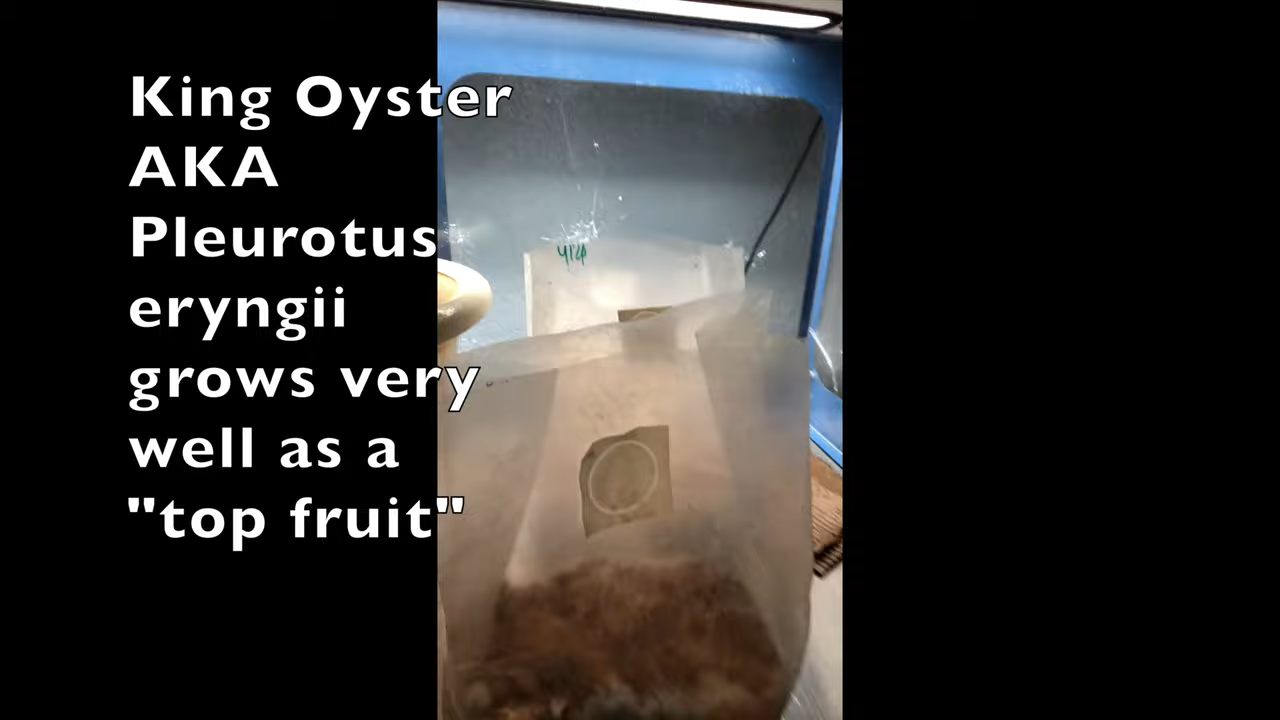 King Oyster
AKA
Pleurotus
eryngii
grows very
well as a
"top fruit"